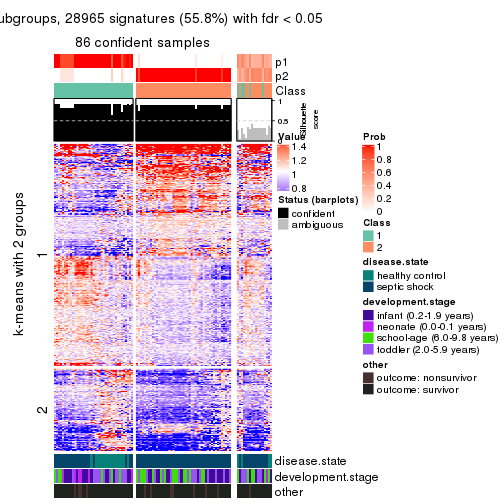 ubgroups, 28965 signatures (55.8%) with fdr < 0.05
86 confident samples
p1
p2
Class
1
0.5
0
Silhouette
score
k-means with 2 groups
1
2
disease.state
development.stage
other
Value
1.4
1.2
1
0.8
Status (barplots)
confident
ambiguous
Prob
1
0.8
0.6
0.4
0.2
0
Class
1
2
disease.state
healthy control
septic shock
development.stage
infant (0.2-1.9 years)
neonate (0.0-0.1 years)
school-age (6.0-9.8 years)
toddler (2.0-5.9 years)
other
outcome: nonsurvivor
outcome: survivor